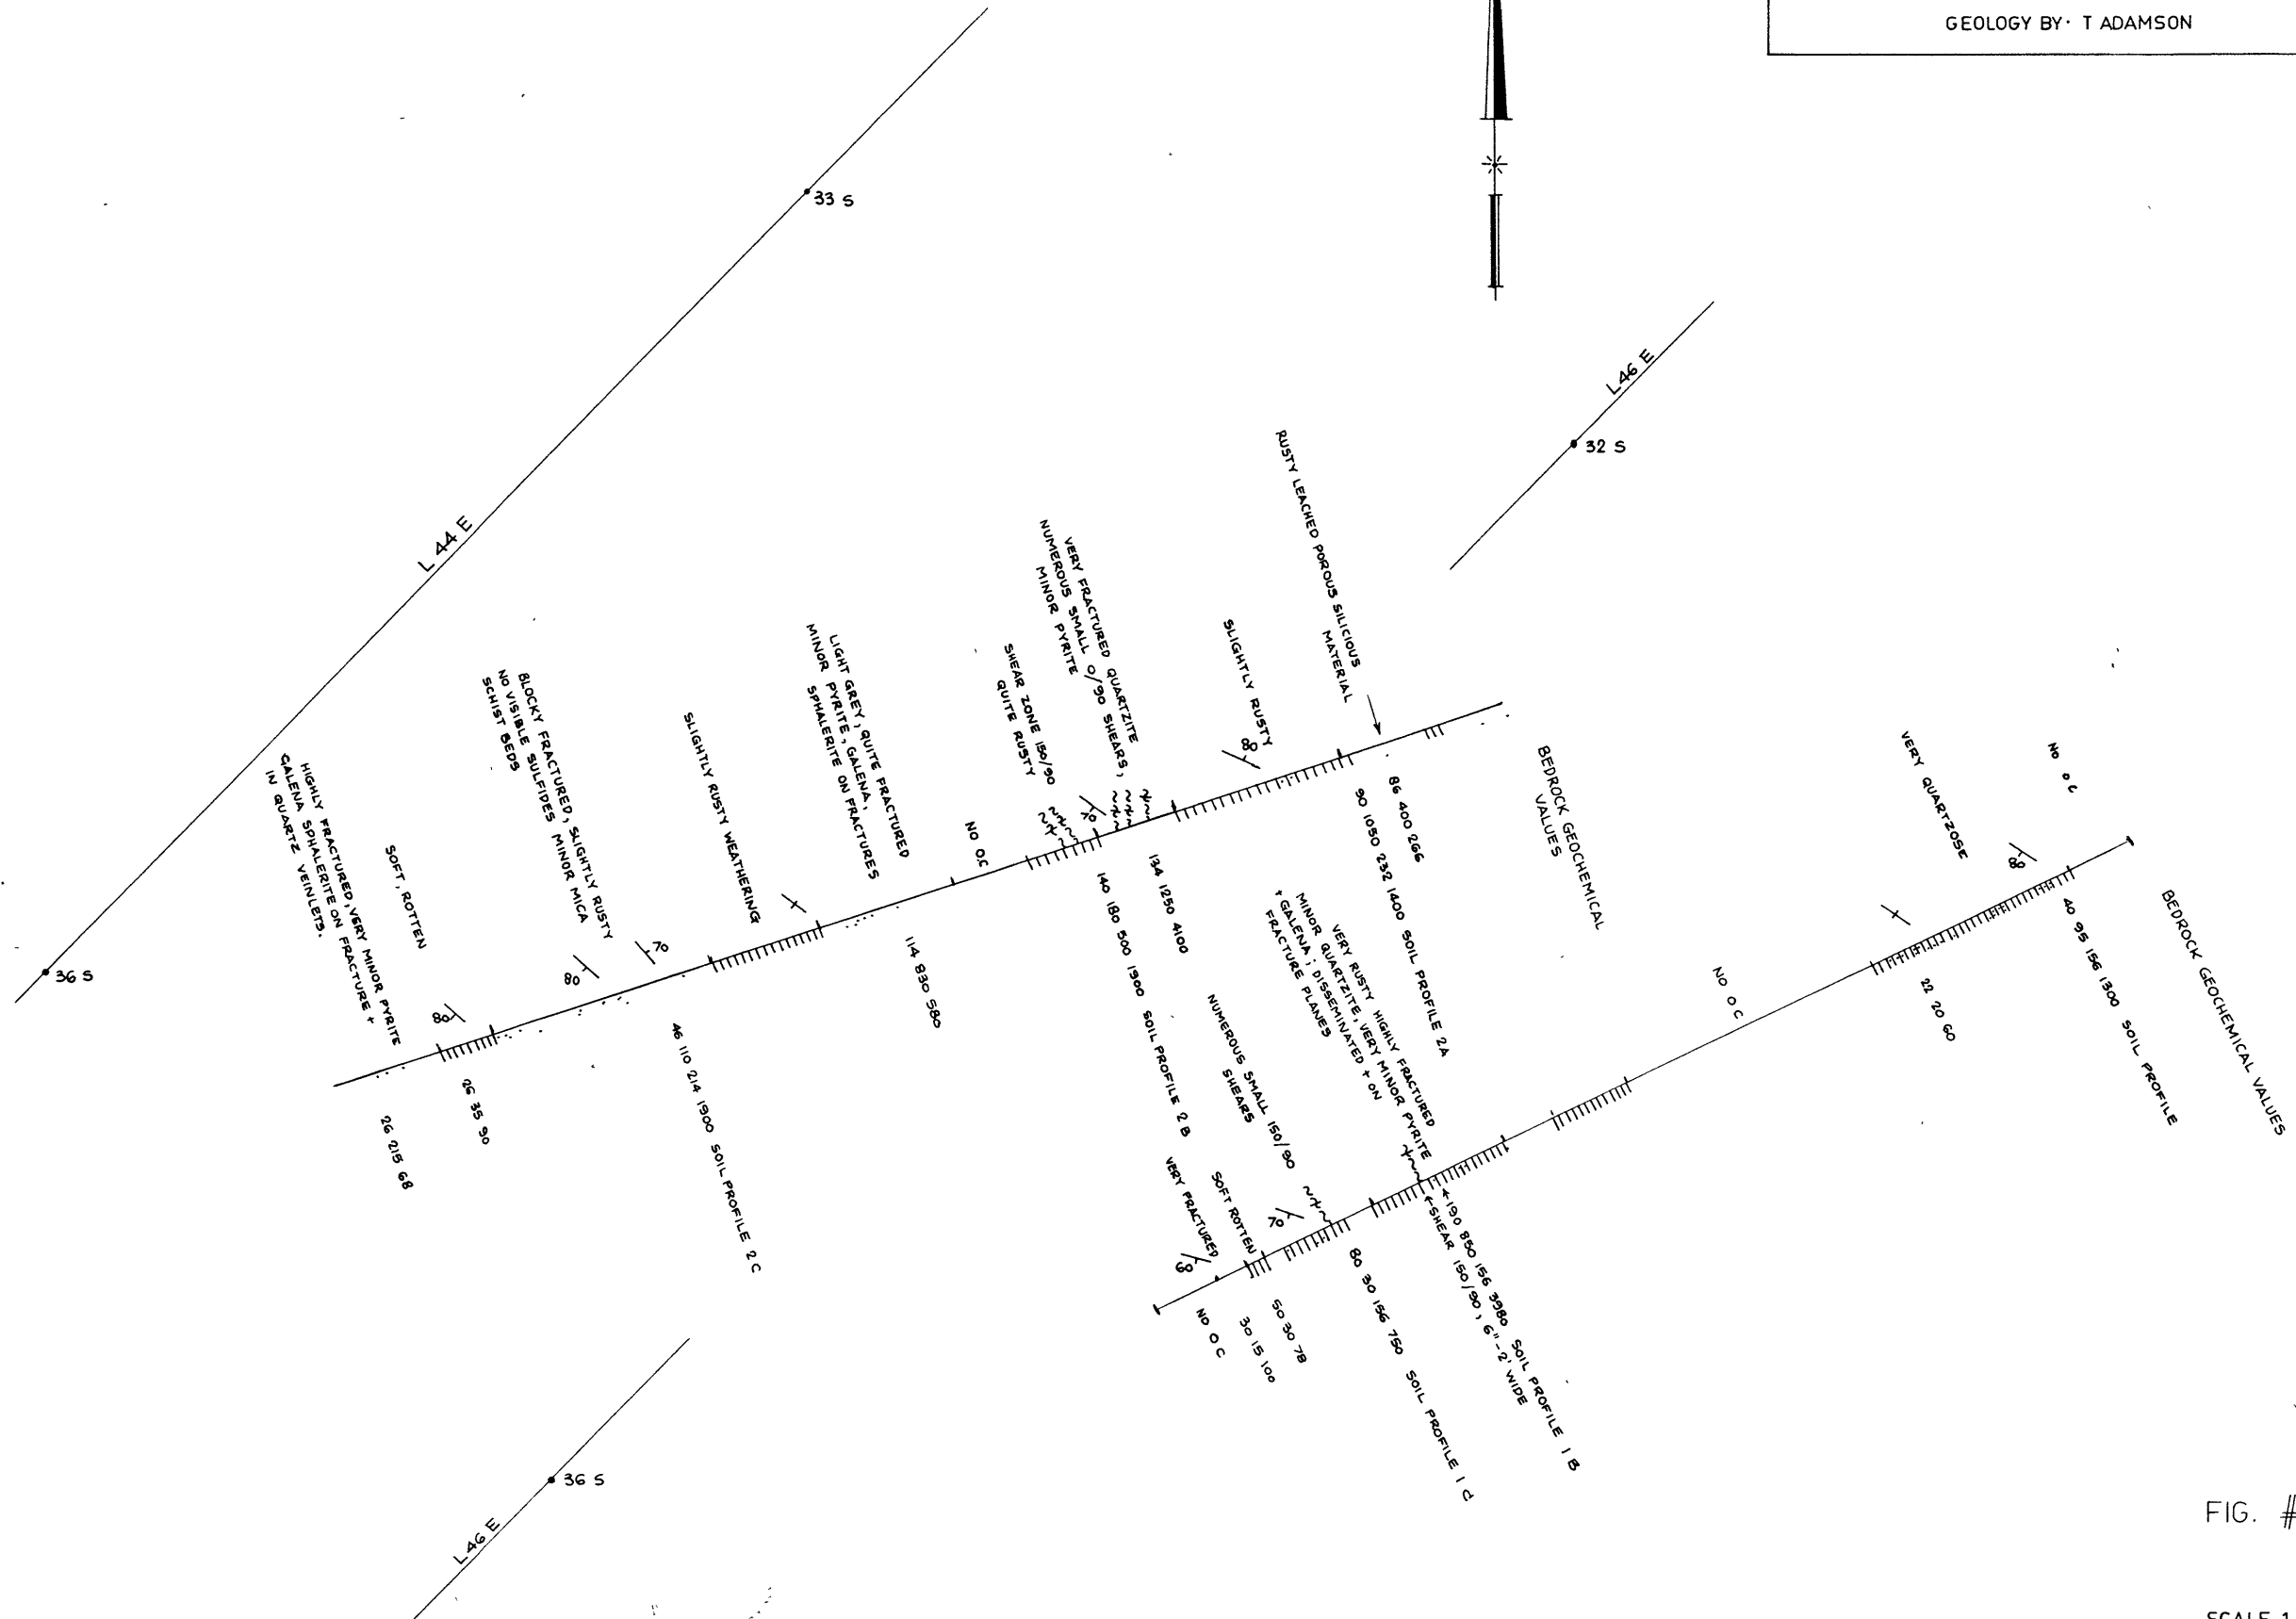 GEOLOGY BY· T ADAMSON
33 S
L 44 E
36 S
L46 E
32 S
HIGHLY FRACTURED, VERY MINOR PYRITE
GALENA SPHALERITE ON FRACTURE +
IN QUARTZ VEINLETS.
SOFT, ROTTEN
80
BLOCKY FRACTURED, SLIGHTLY RUSTY
NO VISIBLE SULFIDES MINOR MICA
SCHIST BEDS
80
70
SLIGHTLY RUSTY WEATHERING
LIGHT GREY, QUITE FRACTURED
MINOR PYRITE, GALENA,
SPHALERITE ON FRACTURES
NO O.C
SHEAR ZONE 150/90
QUITE RUSTY
70
VERY FRACTURED QUARTZITE
NUMEROUS SMALL 0/90 SHEARS,
MINOR PYRITE
SLIGHTLY RUSTY
80
RUSTY LEACHED POROUS SILICIOUS
MATERIAL
26 215 68
26 35 90
46 110 214 1900 SOIL PROFILE 2C
114 830 580
140 180 500 1900 SOIL PROFILE 2B
134 1250 4100
90 1050 232 1400 SOIL PROFILE 2A
86 400 266
BEDROCK GEOCHEMICAL
VALUES
VERY FRACTURED
60
SOFT ROTTEN
NUMEROUS SMALL 150/90
SHEARS
70
VERY RUSTY HIGHLY FRACTURED
MINOR QUARTZITE, VERY MINOR PYRITE
+ GALENA; DISSEMINATED + ON
FRACTURE PLANES
NO O C
VERY QUARTZOSE
80
NO O C
NO O C
30 15 100
50 30 78
80 30 156 750 SOIL PROFILE 1
SHEAR 150/90, 6"-2' WIDE
190 850 156 3980 SOIL PROFILE 1 B
22 20 60
40 95 156 1300 SOIL PROFILE
BEDROCK GEOCHEMICAL VALUES
36 S
L46 E
FIG. #